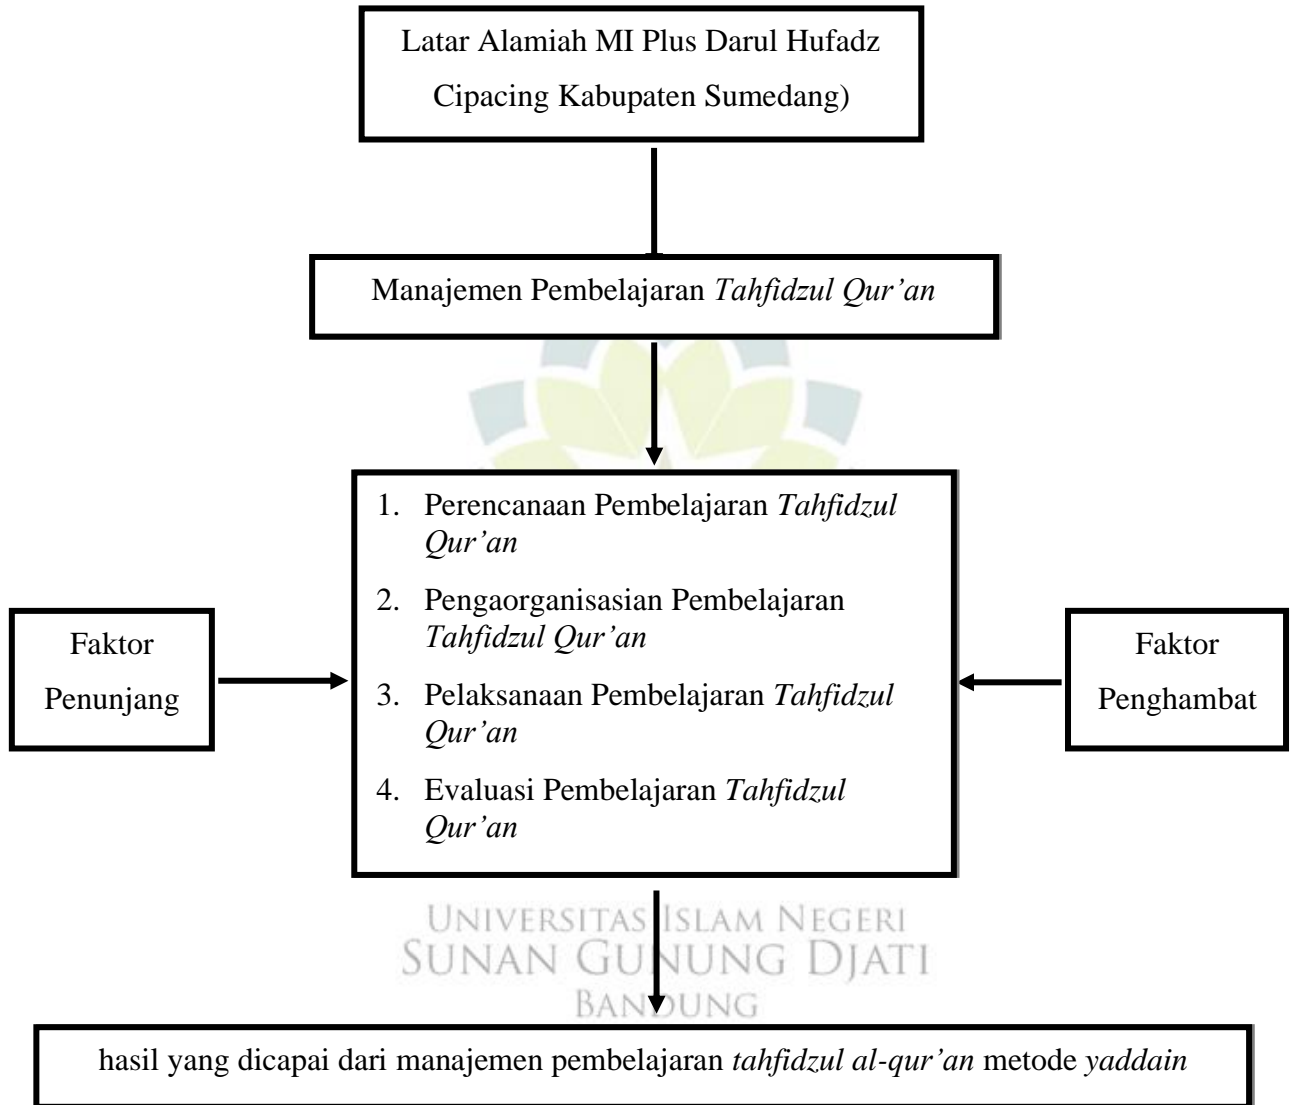 Latar Alamiah MI Plus Darul Hufadz
Cipacing Kabupaten Sumedang)
Manajemen Pembelajaran Tahfidzul Qur’an
1. Perencanaan Pembelajaran Tahfidzul
Qur’an
2. Pengaorganisasian Pembelajaran
Tahfidzul Qur’an
3. Pelaksanaan Pembelajaran Tahfidzul
Qur’an
4. Evaluasi Pembelajaran Tahfidzul
Qur’an
Faktor
Penunjang
Faktor
Penghambat
UNIVERSITAS ISLAM NEGERI
SUNAN GUNUNG DJATI
BANDUNG
hasil yang dicapai dari manajemen pembelajaran tahfidzul al-qur’an metode yaddain